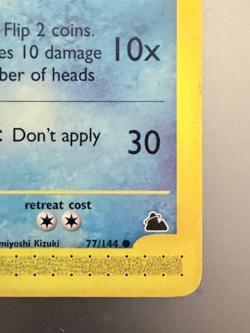 Flip 2 coins.
es 10 damage 10x
ber of heads
: Don't apply 30
retreat cost
miyoshi Kizuki 77/144